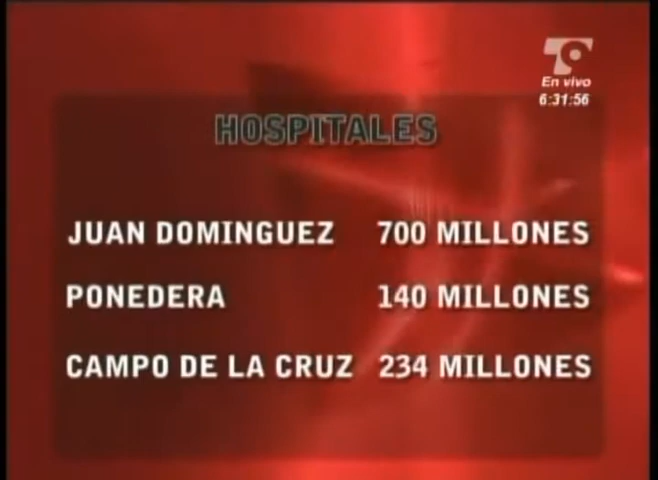 En vivo
6:31:56
HOSPITALES
JUAN DOMINGUEZ 700 MILLONES
PONEDERA 140 MILLONES
CAMPO DE LA CRUZ 234 MILLONES